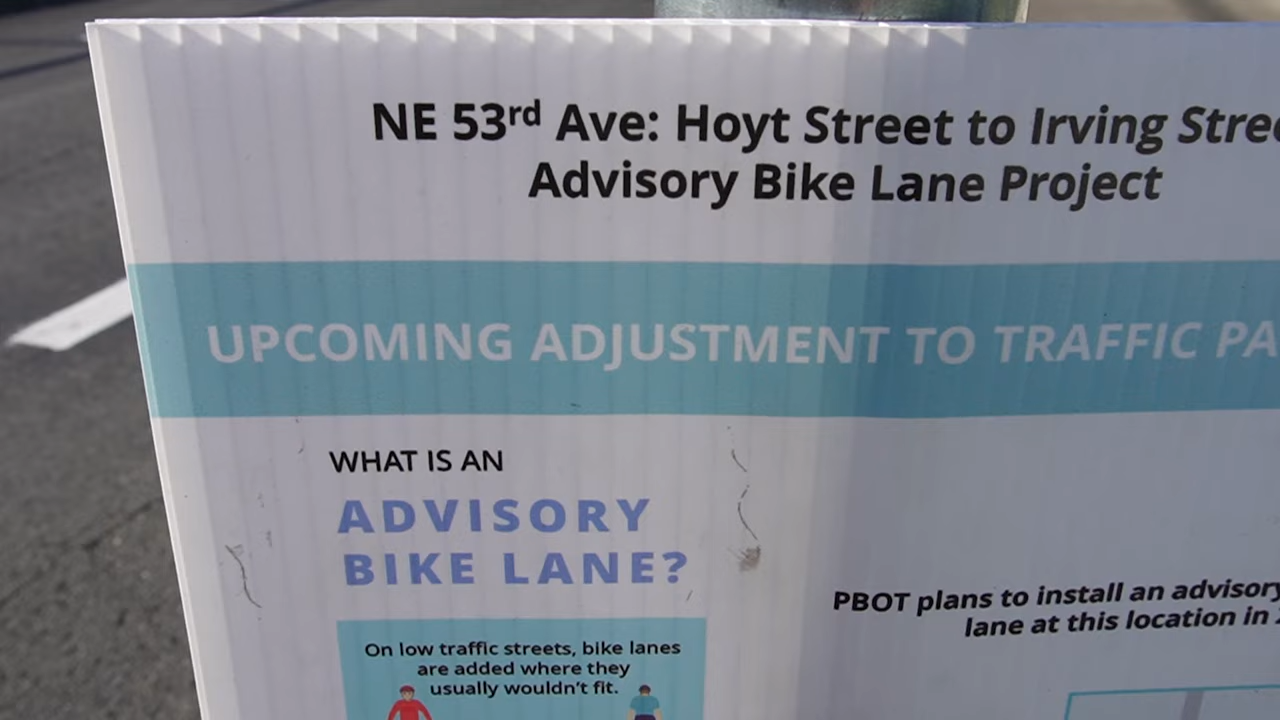 NE 53rd Ave: Hoyt Street to Irving Stree
Advisory Bike Lane Project
UPCOMING ADJUSTMENT TO TRAFFIC PA
WHAT IS AN
ADVISORY
BIKE LANE?
On low traffic streets, bike lanes
are added where they
usually wouldn't fit.
PBOT plans to install an advisory
lane at this location in